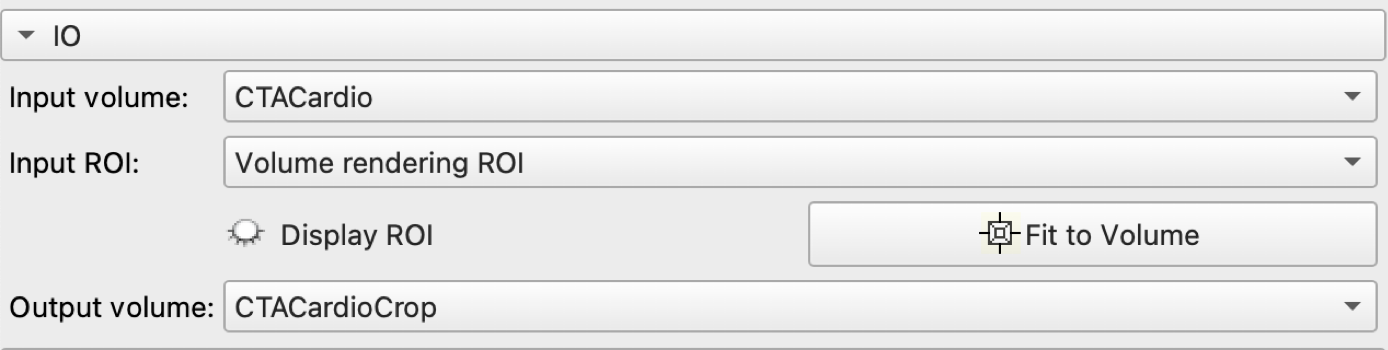 IO
Input volume: CTACardio
Input ROI: Volume rendering ROI
Display ROI Fit to Volume
Output volume: CTACardioCrop